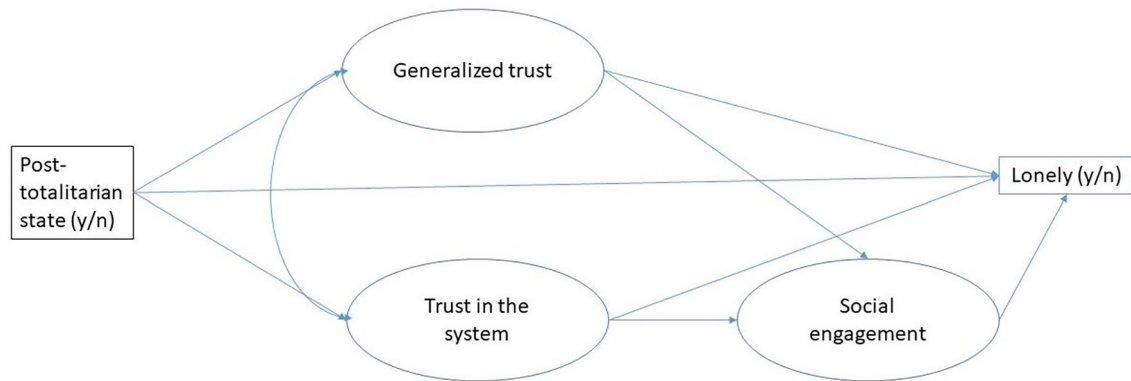 Generalized trust
Post-
totalitarian
state (y/n)
Lonely (y/n)
Trust in the
system
Social
engagement